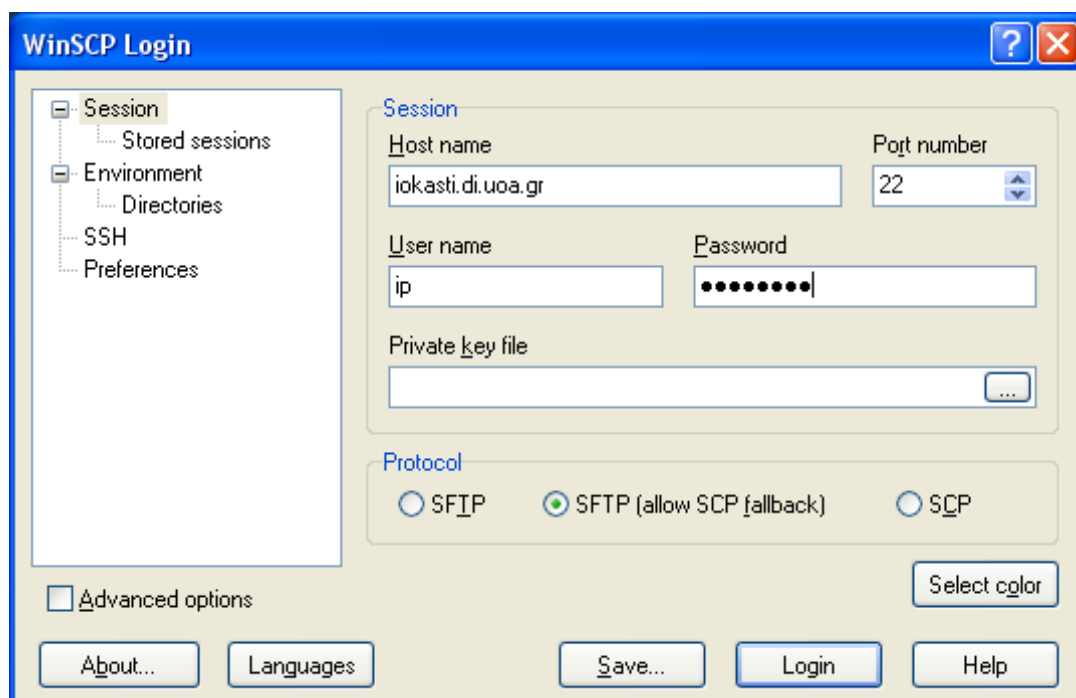 WinSCP Login
Session
Stored sessions
Environment
Directories
SSH
Preferences
Session
Host name
Port number
iokasti.di.uoa.gr
22
User name
Password
ip
●●●●●●●●
Private key file
...
Protocol
SFTP
SFTP (allow SCP fallback)
SCP
Select color
Advanced options
About...
Languages
Save...
Login
Help